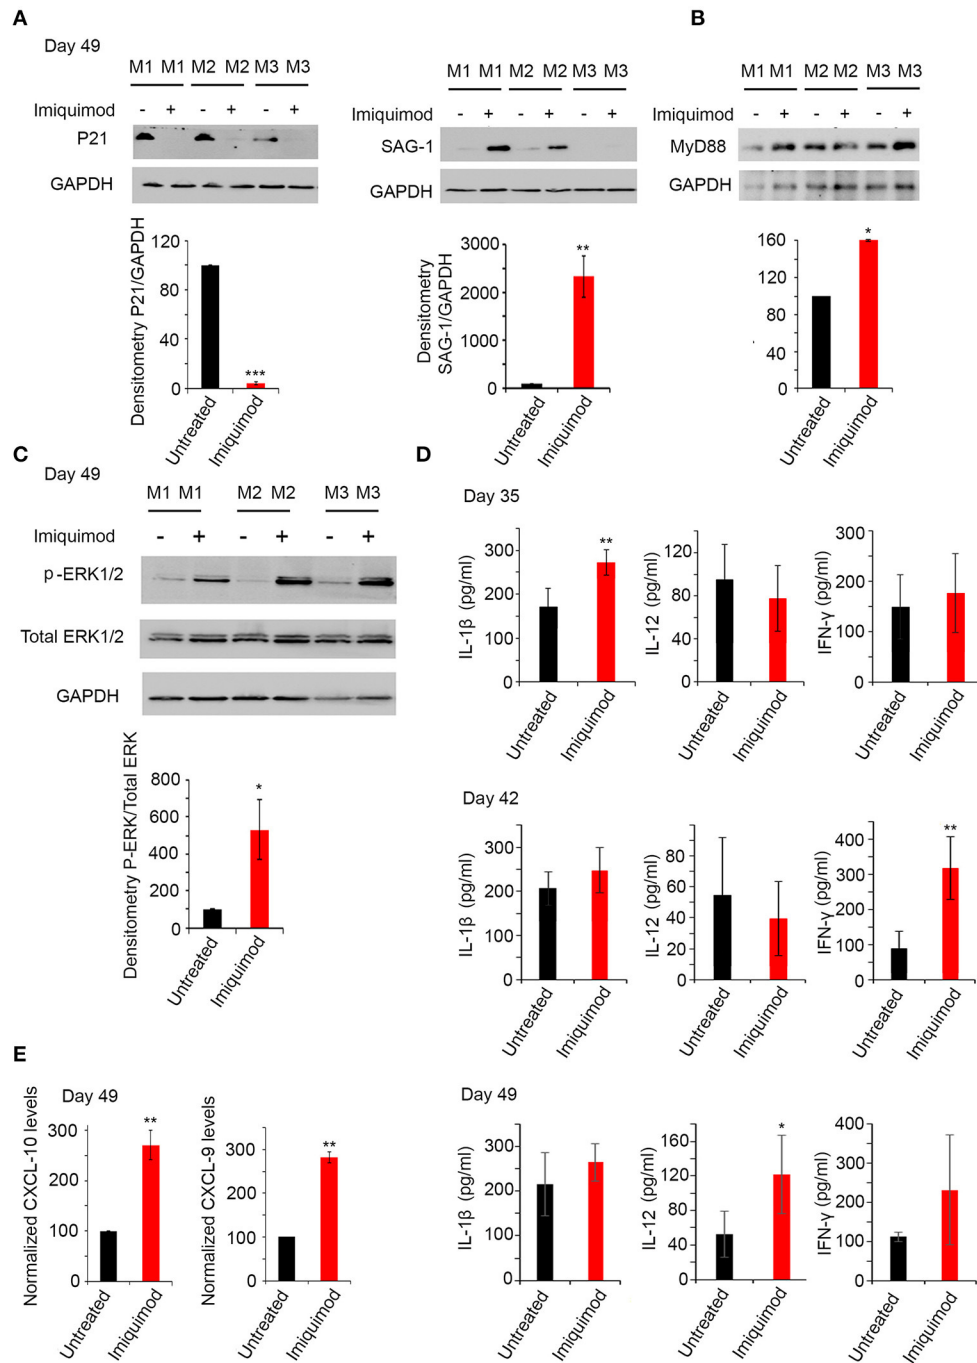 A
Day 49
M1 M1 M2 M2 M3 M3
Imiquimod - + - + - +
P21
GAPDH
Densitometry P21/GAPDH
120
80
40
0
***
Untreated
Imiquimod
M1 M1 M2 M2 M3 M3
Imiquimod - + - + - +
SAG-1
GAPDH
Densitometry
SAG-1/GAPDH
3000
2000
1000
0
**
Untreated
Imiquimod
B
M1 M1 M2 M2 M3 M3
Imiquimod - + - + - +
MyD88
GAPDH
160
120
80
40
0
*
Untreated
Imiquimod
C
Day 49
M1 M1 M2 M2 M3 M3
Imiquimod - + - + - +
p-ERK1/2
Total ERK1/2
GAPDH
Densitometry P-ERK/Total ERK
800
600
400
200
0
*
Untreated
Imiquimod
D
Day 35
IL-1β (pg/ml)
300
200
100
0
**
Untreated
Imiquimod
IL-12 (pg/ml)
120
80
40
0
Untreated
Imiquimod
IFN-γ (pg/ml)
300
200
100
0
Untreated
Imiquimod
Day 42
IL-1β (pg/ml)
300
200
100
0
Untreated
Imiquimod
IL-12 (pg/ml)
100
80
60
40
20
0
Untreated
Imiquimod
IFN-γ (pg/ml)
400
300
200
100
0
**
Untreated
Imiquimod
Day 49
IL-1β (pg/ml)
300
200
100
0
Untreated
Imiquimod
IL-12 (pg/ml)
160
120
80
40
0
*
Untreated
Imiquimod
IFN-γ (pg/ml)
400
300
200
100
0
Untreated
Imiquimod
E
Day 49
Normalized CXCL-10 levels
300
200
100
0
**
Untreated
Imiquimod
Normalized CXCL-9 levels
300
200
100
0
**
Untreated
Imiquimod